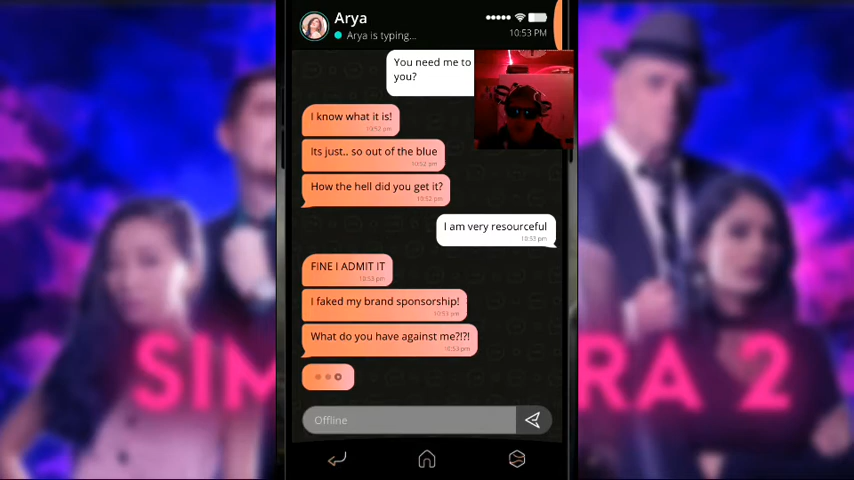 Arya
Arya is typing...
10:53 PM
You need me to
you?
I know what it is!
10:52 pm
Its just.. so out of the blue
10:52 pm
How the hell did you get it?
10:52 pm
I am very resourceful
10:53 pm
FINE I ADMIT IT
10:53 pm
I faked my brand sponsorship!
10:53 pm
What do you have against me?!?!
10:53 pm
Offline
SIM
RA 2